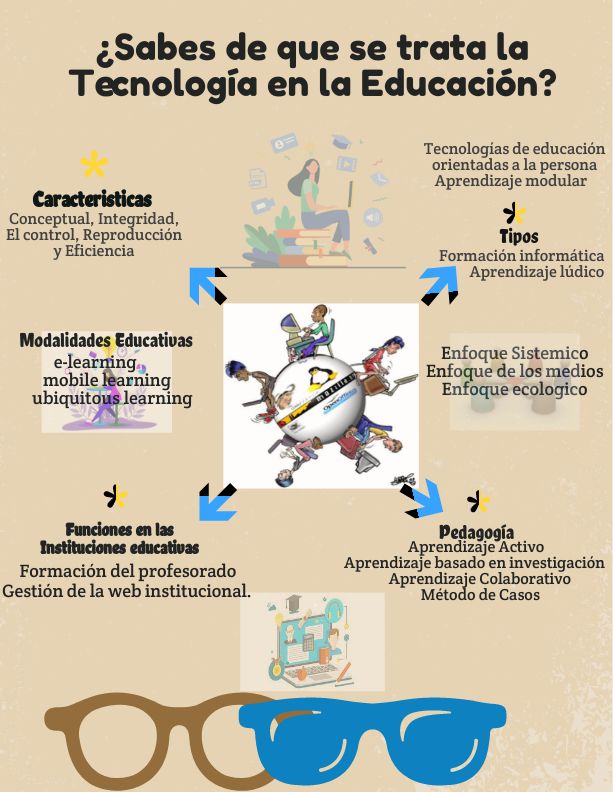 ¿Sabes de que se trata la
Tecnología en la Educación?
Caracteristicas
Conceptual, Integridad,
El control, Reproducción
y Eficiencia
Tecnologías de educación
orientadas a la persona
Aprendizaje modular
Tipos
Formación informática
Aprendizaje lúdico
Modalidades Educativas
e-learning
mobile learning
ubiquitous learning
mozilla
OpenOffice
Enfoque Sistemico
Enfoque de los medios
Enfoque ecologico
Funciones en las
Instituciones educativas
Formación del profesorado
Gestión de la web institucional.
Pedagogía
Aprendizaje Activo
Aprendizaje basado en investigación
Aprendizaje Colaborativo
Método de Casos